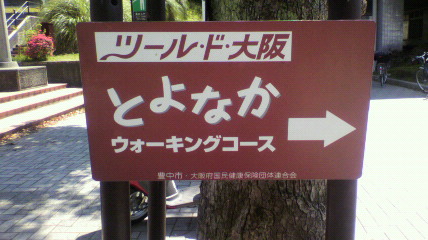 ツール・ド・大阪
とよなか
ウォーキングコース
豊中市・大阪府国民健康保険団体連合会